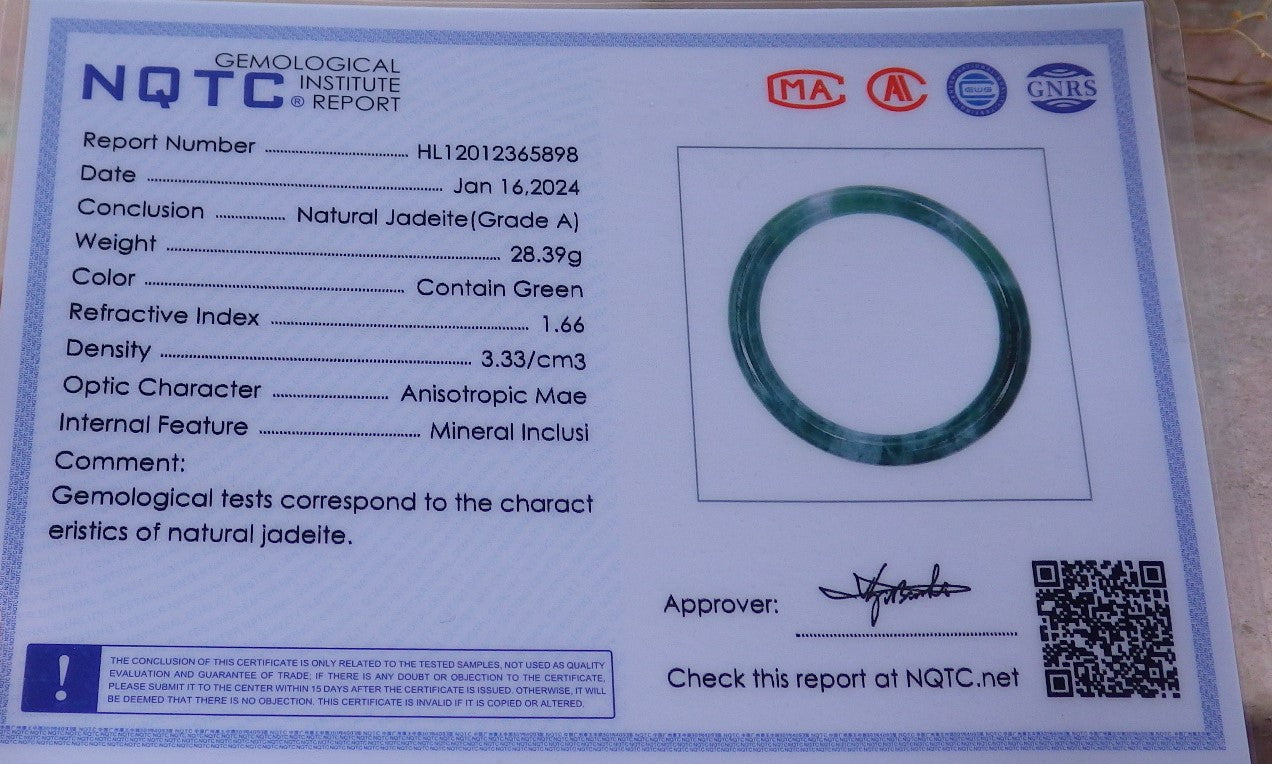 NQTC ® GEMOLOGICAL INSTITUTE REPORT
MA
GNRS
Report Number HL12012365898
Date Jan 16,2024
Conclusion Natural Jadeite(Grade A)
Weight 28.39g
Color Contain Green
Refractive Index 1.66
Density 3.33/cm3
Optic Character Anisotropic Mae
Internal Feature Mineral Inclusi
Comment:
Gemological tests correspond to the charact
eristics of natural jadeite.
Approver:
Check this report at NQTC.net
! THE CONCLUSION OF THIS CERTIFICATE IS ONLY RELATED TO THE TESTED SAMPLES, NOT USED AS QUALITY
EVALUATION AND GUARANTEE OF TRADE; IF THERE IS ANY DOUBT OR OBJECTION TO THE CERTIFICATE,
PLEASE SUBMIT IT TO THE CENTER WITHIN 15 DAYS AFTER THE CERTIFICATE IS ISSUED, OTHERWISE, IT WILL
BE DEEMED THAT THERE IS NO OBJECTION. THIS CERTIFICATE IS INVALID IF IT IS COPIED OR ALTERED.